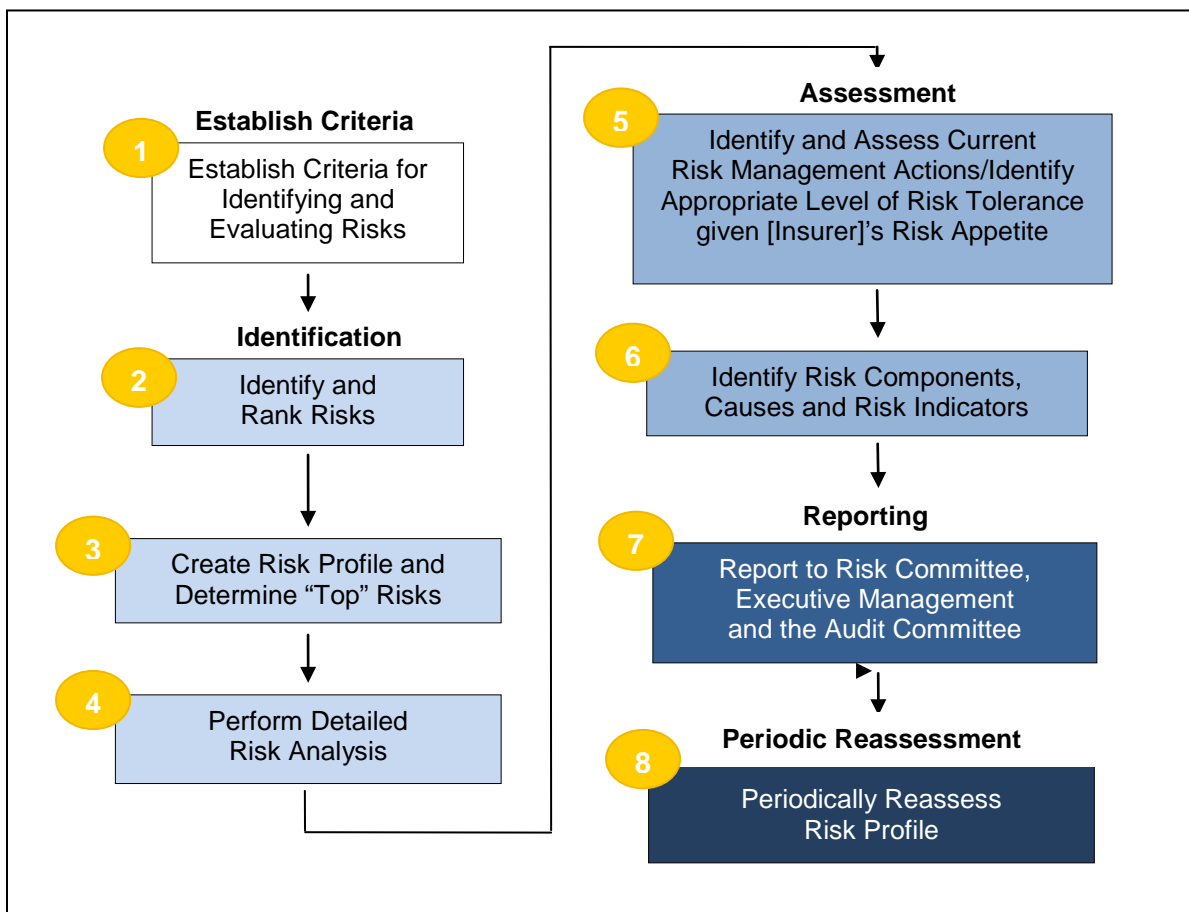 Establish Criteria
1
Establish Criteria for
Identifying and
Evaluating Risks
Identification
2
Identify and
Rank Risks
3
Create Risk Profile and
Determine “Top” Risks
4
Perform Detailed
Risk Analysis
Assessment
5
Identify and Assess Current
Risk Management Actions/Identify
Appropriate Level of Risk Tolerance
given [Insurer]’s Risk Appetite
6
Identify Risk Components,
Causes and Risk Indicators
Reporting
7
Report to Risk Committee,
Executive Management
and the Audit Committee
Periodic Reassessment
8
Periodically Reassess
Risk Profile